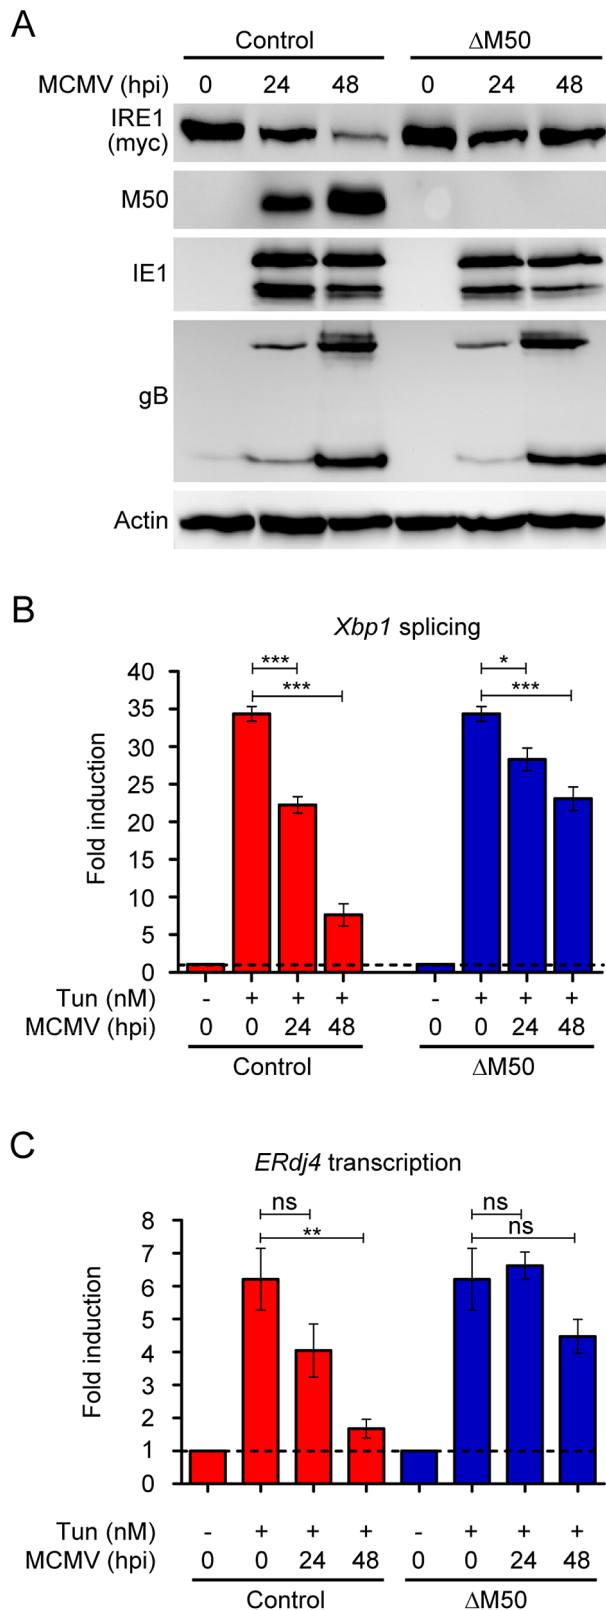 A
Control ΔM50
MCMV (hpi) 0 24 48 0 24 48
IRE1
(myc)
M50
IE1
gB
Actin
B
Xbp1 splicing
*** *
*** ***
Fold induction
40
35
30
25
20
15
10
5
0
Tun (nM) - + + + - + + +
MCMV (hpi) 0 0 24 48 0 0 24 48
Control ΔM50
C
ERdj4 transcription
ns ns
** ns
Fold induction
8
7
6
5
4
3
2
1
0
Tun (nM) - + + + - + + +
MCMV (hpi) 0 0 24 48 0 0 24 48
Control ΔM50